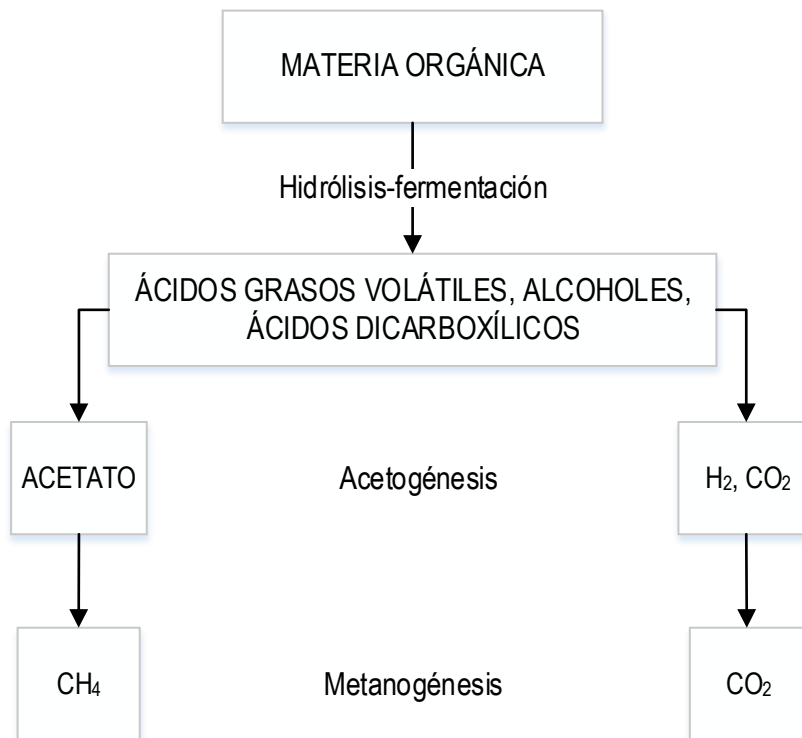 MATERIA ORGÁNICA
Hidrólisis-fermentación
ÁCIDOS GRASOS VOLÁTILES, ALCOHOLES,
ÁCIDOS DICARBOXÍLICOS
ACETATO
Acetogénesis
H₂, CO₂
CH₄
Metanogénesis
CO₂